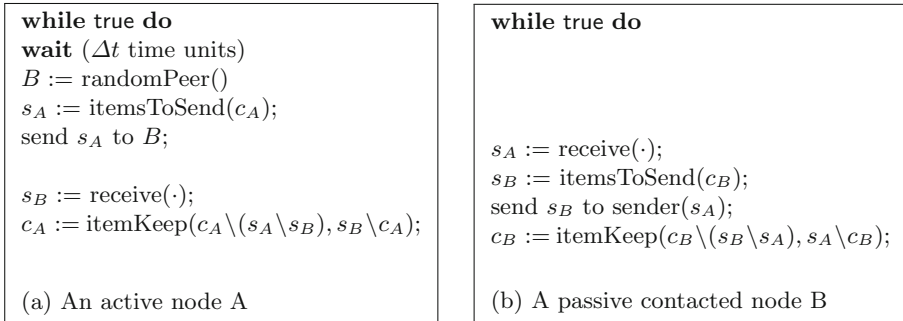 while true do
wait (Δt time units)
B := randomPeer()
s_A := itemsToSend(c_A);
send s_A to B;
s_B := receive(·);
c_A := itemKeep(c_A\(s_A\s_B), s_B\c_A);
(a) An active node A
while true do
s_A := receive(·);
s_B := itemsToSend(c_B);
send s_B to sender(s_A);
c_B := itemKeep(c_B\(s_B\s_A), s_A\c_B);
(b) A passive contacted node B